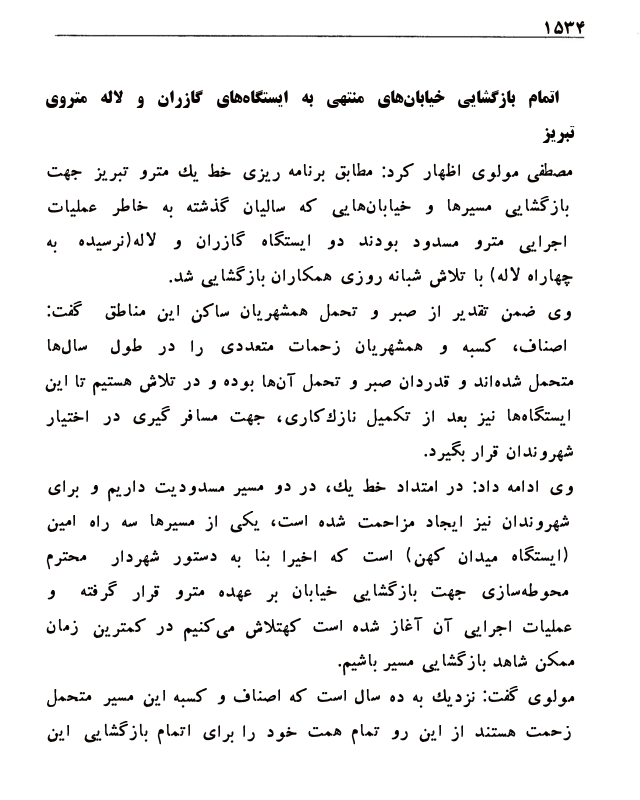 ۱۵۳۴
اتمام بازگشایی خیابان‌های منتهی به ایستگاه‌های گازران و لاله متروی
تبریز
مصطفی مولوی اظهار کرد: مطابق برنامه ریزی خط یك مترو تبریز جهت
بازگشایی مسیرها و خیابان‌هایی که سالیان گذشته به خاطر عملیات
اجرایی مترو مسدود بودند دو ایستگاه گازران و لاله(نرسیده به
چهاراه لاله) با تلاش شبانه روزی همکاران بازگشایی شد.
وی ضمن تقدیر از صبر و تحمل همشهریان ساکن این مناطق گفت:
اصناف، کسبه و همشهریان زحمات متعددی را در طول سال‌ها
متحمل شده‌اند و قدردان صبر و تحمل آن‌ها بوده و در تلاش هستیم تا این
ایستگاه‌ها نیز بعد از تکمیل نازك‌کاری، جهت مسافر گیری در اختیار
شهروندان قرار بگیرد.
وی ادامه داد: در امتداد خط یك، در دو مسیر مسدودیت داریم و برای
شهروندان نیز ایجاد مزاحمت شده است، یکی از مسیرها سه راه امین
(ایستگاه میدان کهن) است که اخیرا بنا به دستور شهردار محترم
محوطه‌سازی جهت بازگشایی خیابان بر عهده مترو قرار گرفته و
عملیات اجرایی آن آغاز شده است کهتلاش می‌کنیم در کمترین زمان
ممکن شاهد بازگشایی مسیر باشیم.
مولوی گفت: نزدیك به ده سال است که اصناف و کسبه این مسیر متحمل
زحمت هستند از این رو تمام همت خود را برای اتمام بازگشایی این